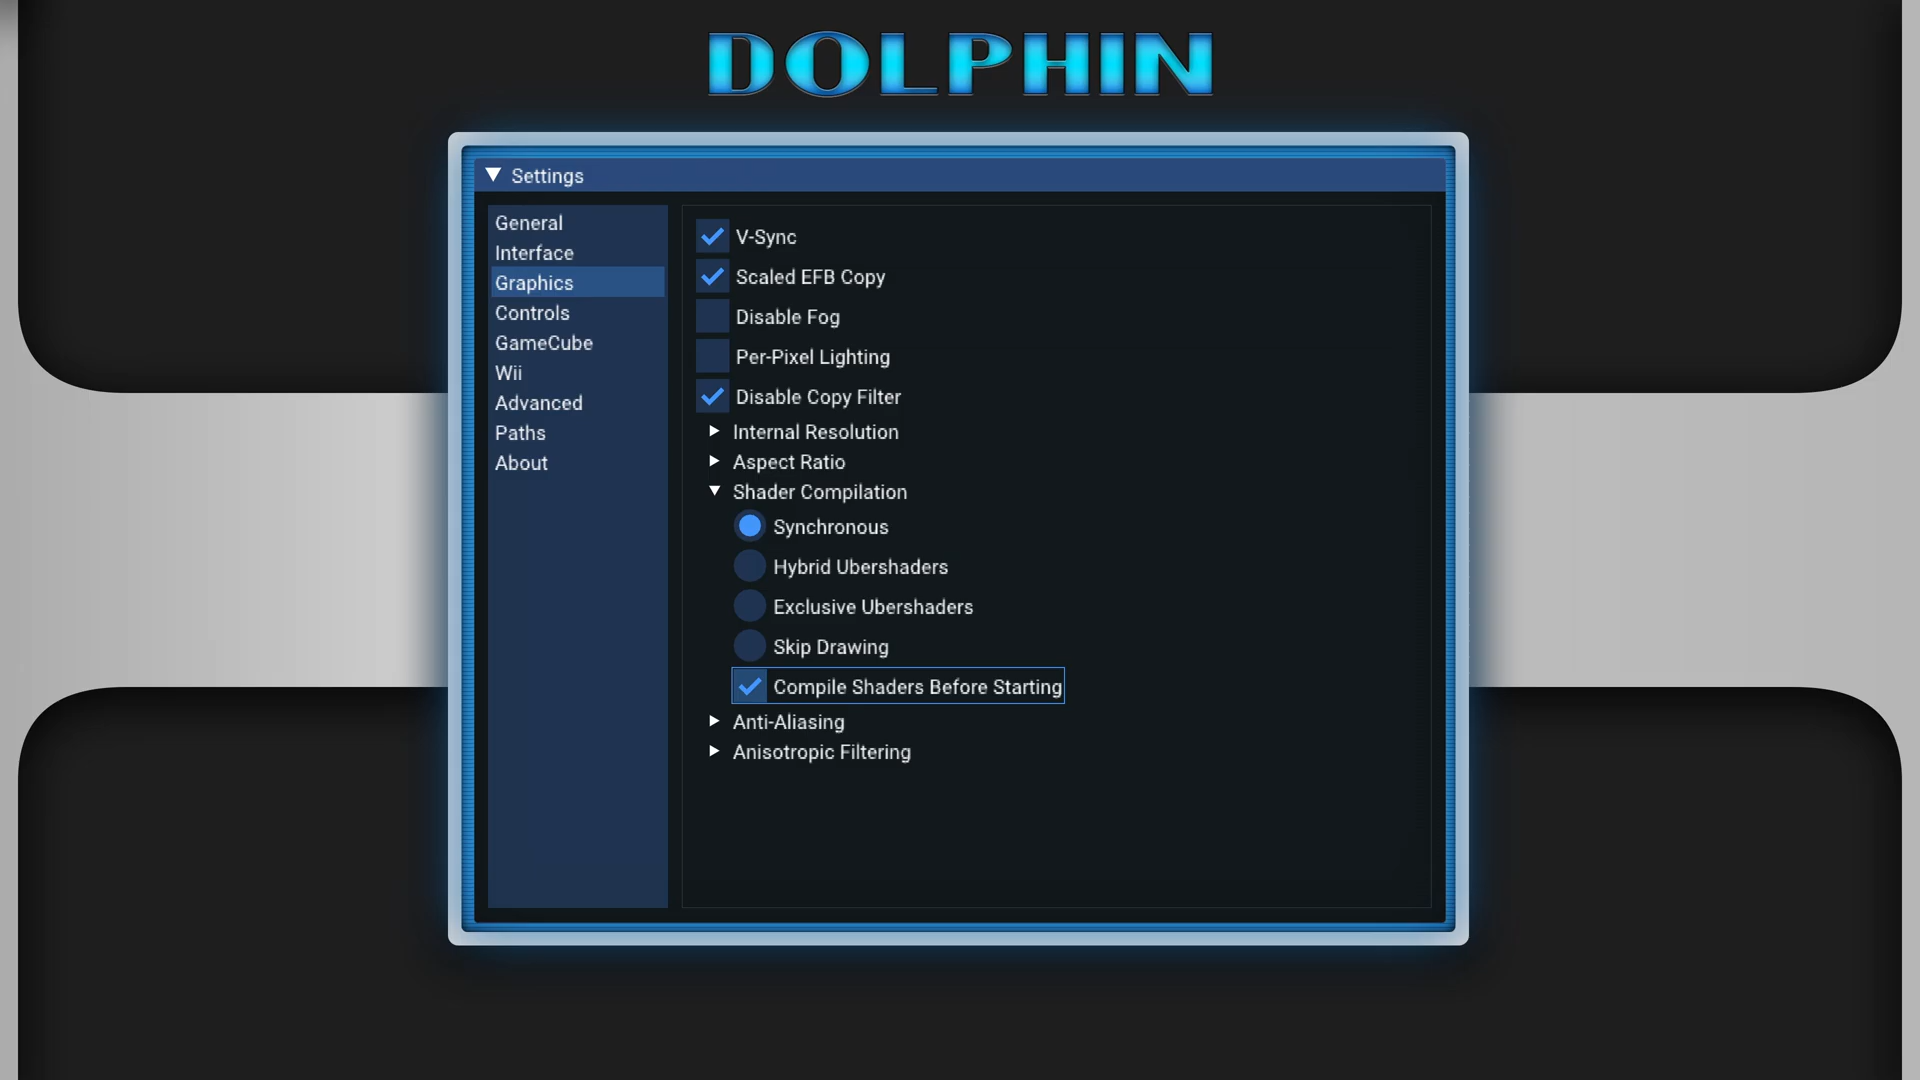 DOLPHIN
Settings
General
Interface
Graphics
Controls
GameCube
Wii
Advanced
Paths
About
V-Sync
Scaled EFB Copy
Disable Fog
Per-Pixel Lighting
Disable Copy Filter
Internal Resolution
Aspect Ratio
Shader Compilation
Synchronous
Hybrid Ubershaders
Exclusive Ubershaders
Skip Drawing
Compile Shaders Before Starting
Anti-Aliasing
Anisotropic Filtering